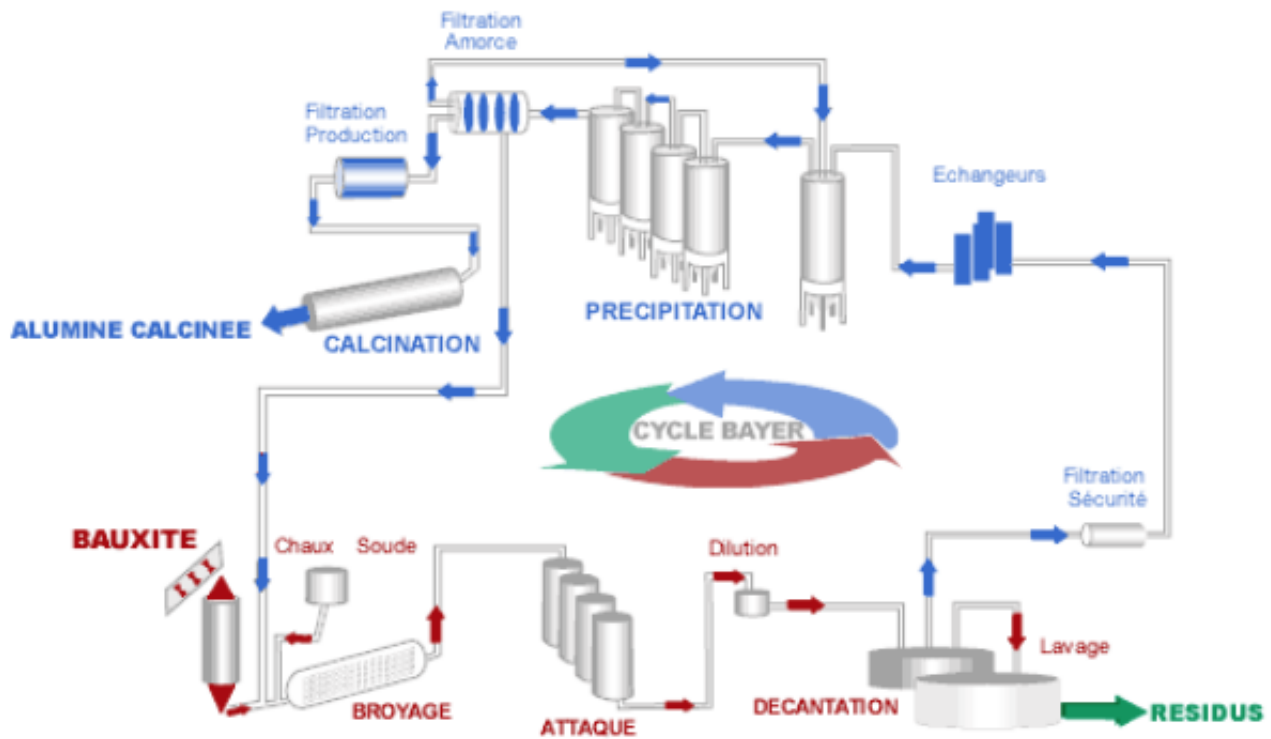 Filtration
Amorce
Filtration
Production
Echangeurs
PRECIPITATION
ALUMINE CALCINEE
CALCINATION
CYCLE BAYER
Filtration
Sécurité
BAUXITE
Chaux Soude
Dilution
Lavage
BROYAGE
ATTAQUE
DECANTATION
RESIDUS